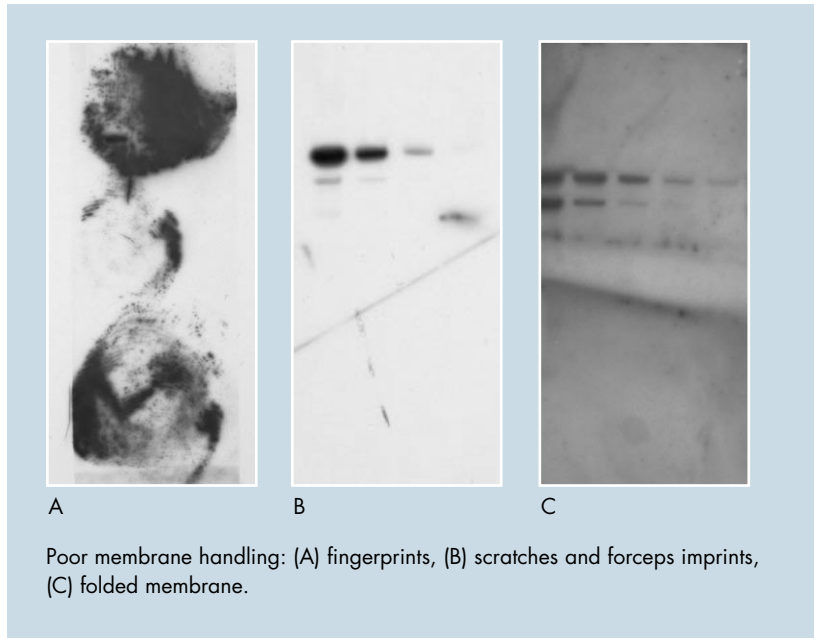 A
B
C
Poor membrane handling: (A) fingerprints, (B) scratches and forceps imprints,
(C) folded membrane.